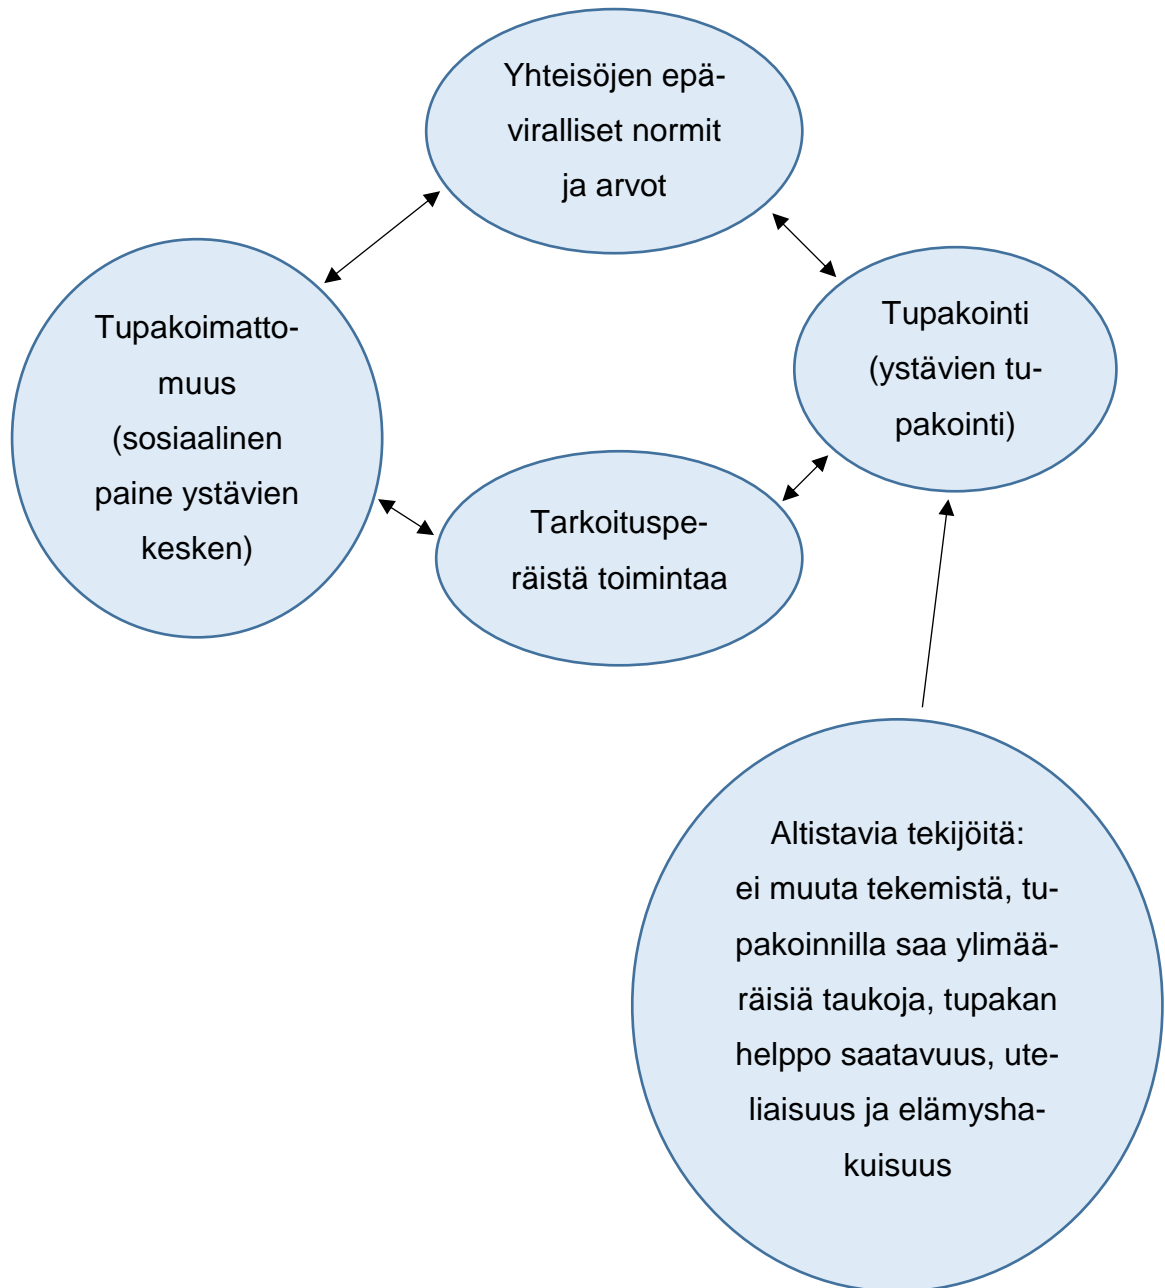 Yhteisöjen epä-
viralliset normit
ja arvot
Tupakoimatto-
muus
(sosiaalinen
paine ystävien
kesken)
Tupakointi
(ystävien tu-
pakointi)
Tarkoituspe-
räistä toimintaa
Altistavia tekijöitä:
ei muuta tekemistä, tu-
pakoinnilla saa ylimää-
räisiä taukoja, tupakan
helppo saatavuus, ute-
liaisuus ja elämysha-
kuisuus